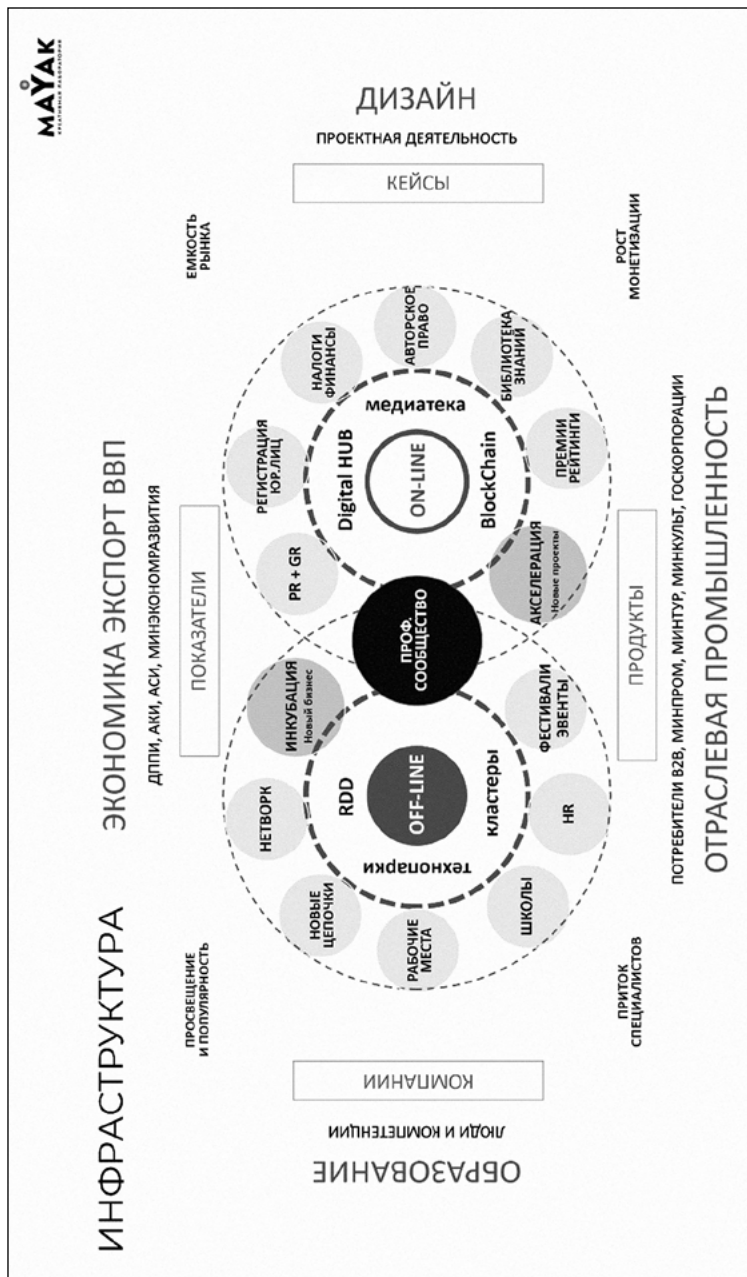 ИНФРАСТРУКТУРА
ЭКОНОМИКА ЭКСПОРТ ВВП
ДППИ, АКИ, АСИ, МИНЭКОНОМРАЗВИТИЯ
ПОКАЗАТЕЛИ
MAYAK
КРЕАТИВНАЯ ЛАБОРАТОРИЯ
ПРОСВЕЩЕНИЕ
И ПОПУЛЯРНОСТЬ
ЕМКОСТЬ
РЫНКА
ОБРАЗОВАНИЕ
ЛЮДИ И КОМПЕТЕНЦИИ
КОМПАНИИ
НЕТВОРК
ИНКУБАЦИЯ
Новый бизнес
НОВЫЕ
ЦЕПОЧКИ
РАБОЧИЕ
МЕСТА
ШКОЛЫ
HR
ФЕСТИВАЛИ
ЭВЕНТЫ
RDD
технопарки
OFF-LINE
кластеры
ПРОФ.
СООБЩЕСТВО
PR + GR
РЕГИСТРАЦИЯ
ЮР.ЛИЦ
НАЛОГИ
ФИНАНСЫ
АВТОРСКОЕ
ПРАВО
БИБЛИОТЕКА
ЗНАНИЙ
ПРЕМИИ
РЕЙТИНГИ
АКСЕЛЕРАЦИЯ
Новые проекты
Digital HUB
медиатека
ON-LINE
BlockChain
КЕЙСЫ
ПРОЕКТНАЯ ДЕЯТЕЛЬНОСТЬ
ДИЗАЙН
ПРИТОК
СПЕЦИАЛИСТОВ
РОСТ
МОНЕТИЗАЦИИ
ПРОДУКТЫ
ПОТРЕБИТЕЛИ B2B, МИНПРОМ, МИНТУР, МИНКУЛЬТ, ГОСКОРПОРАЦИИ
ОТРАСЛЕВАЯ ПРОМЫШЛЕННОСТЬ